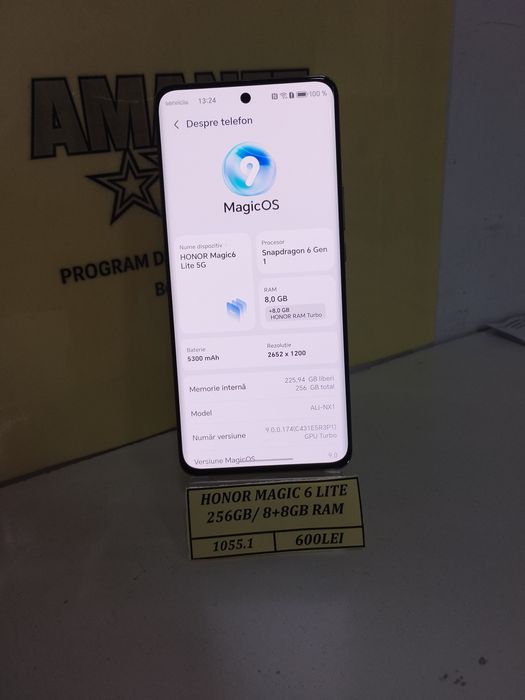 AMANET
PROGRAM D
serviciu 13:24 100 %
Despre telefon
9
MagicOS
Nume dispozitiv
HONOR Magic6
Lite 5G
Procesor
Snapdragon 6 Gen
1
RAM
8,0 GB
+8,0 GB
HONOR RAM Turbo
Baterie
5300 mAh
Rezoluție
2652 x 1200
Memorie internă
225,94 GB liberi
256 GB total
Model
ALI-NX1
Număr versiune
9.0.0.174(C431E5R3P1)
GPU Turbo
Versiune MagicOS
9.0
HONOR MAGIC 6 LITE
256GB/ 8+8GB RAM
1055.1 600LEI